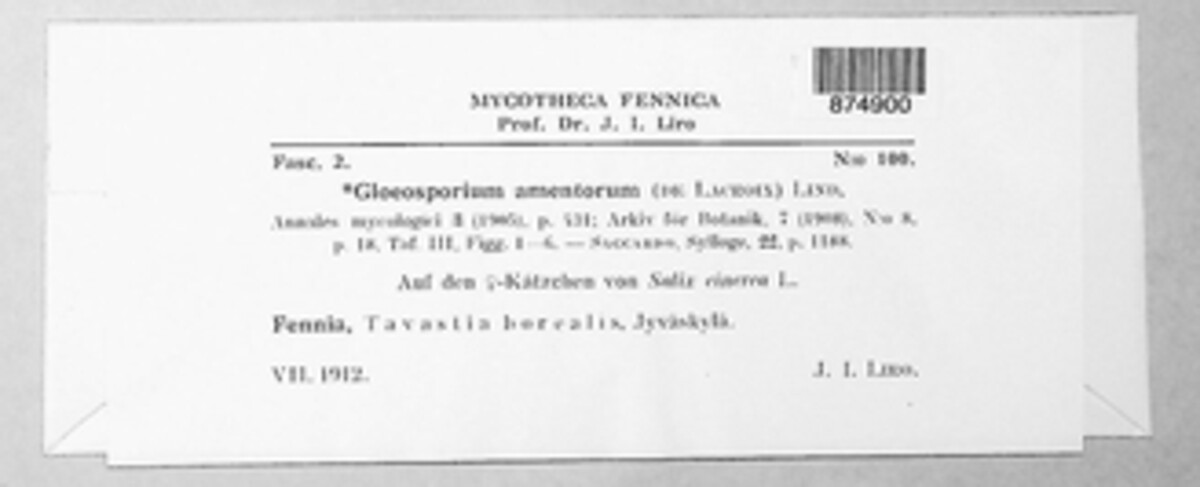 874900
MYCOTHECA FENNICA
Prof. Dr. J. I. Liro
Fasc. 2. N:o 100.
*Gloeosporium amentorum (DE LACROIX) LIND.
Annales mycologici (1905), p. 431; Arkiv för Botanik, 7 (1908), N:o 8,
p. 18, Taf. III, Figg. 1—6. — SACCARDO, Sylloge, 22, p. 1188.
Auf den ♀-Kätzchen von Salix cinerea L.
Fennia, Tavastia borealis, Jyväskylä.
VII. 1912. J. I. LIRO.